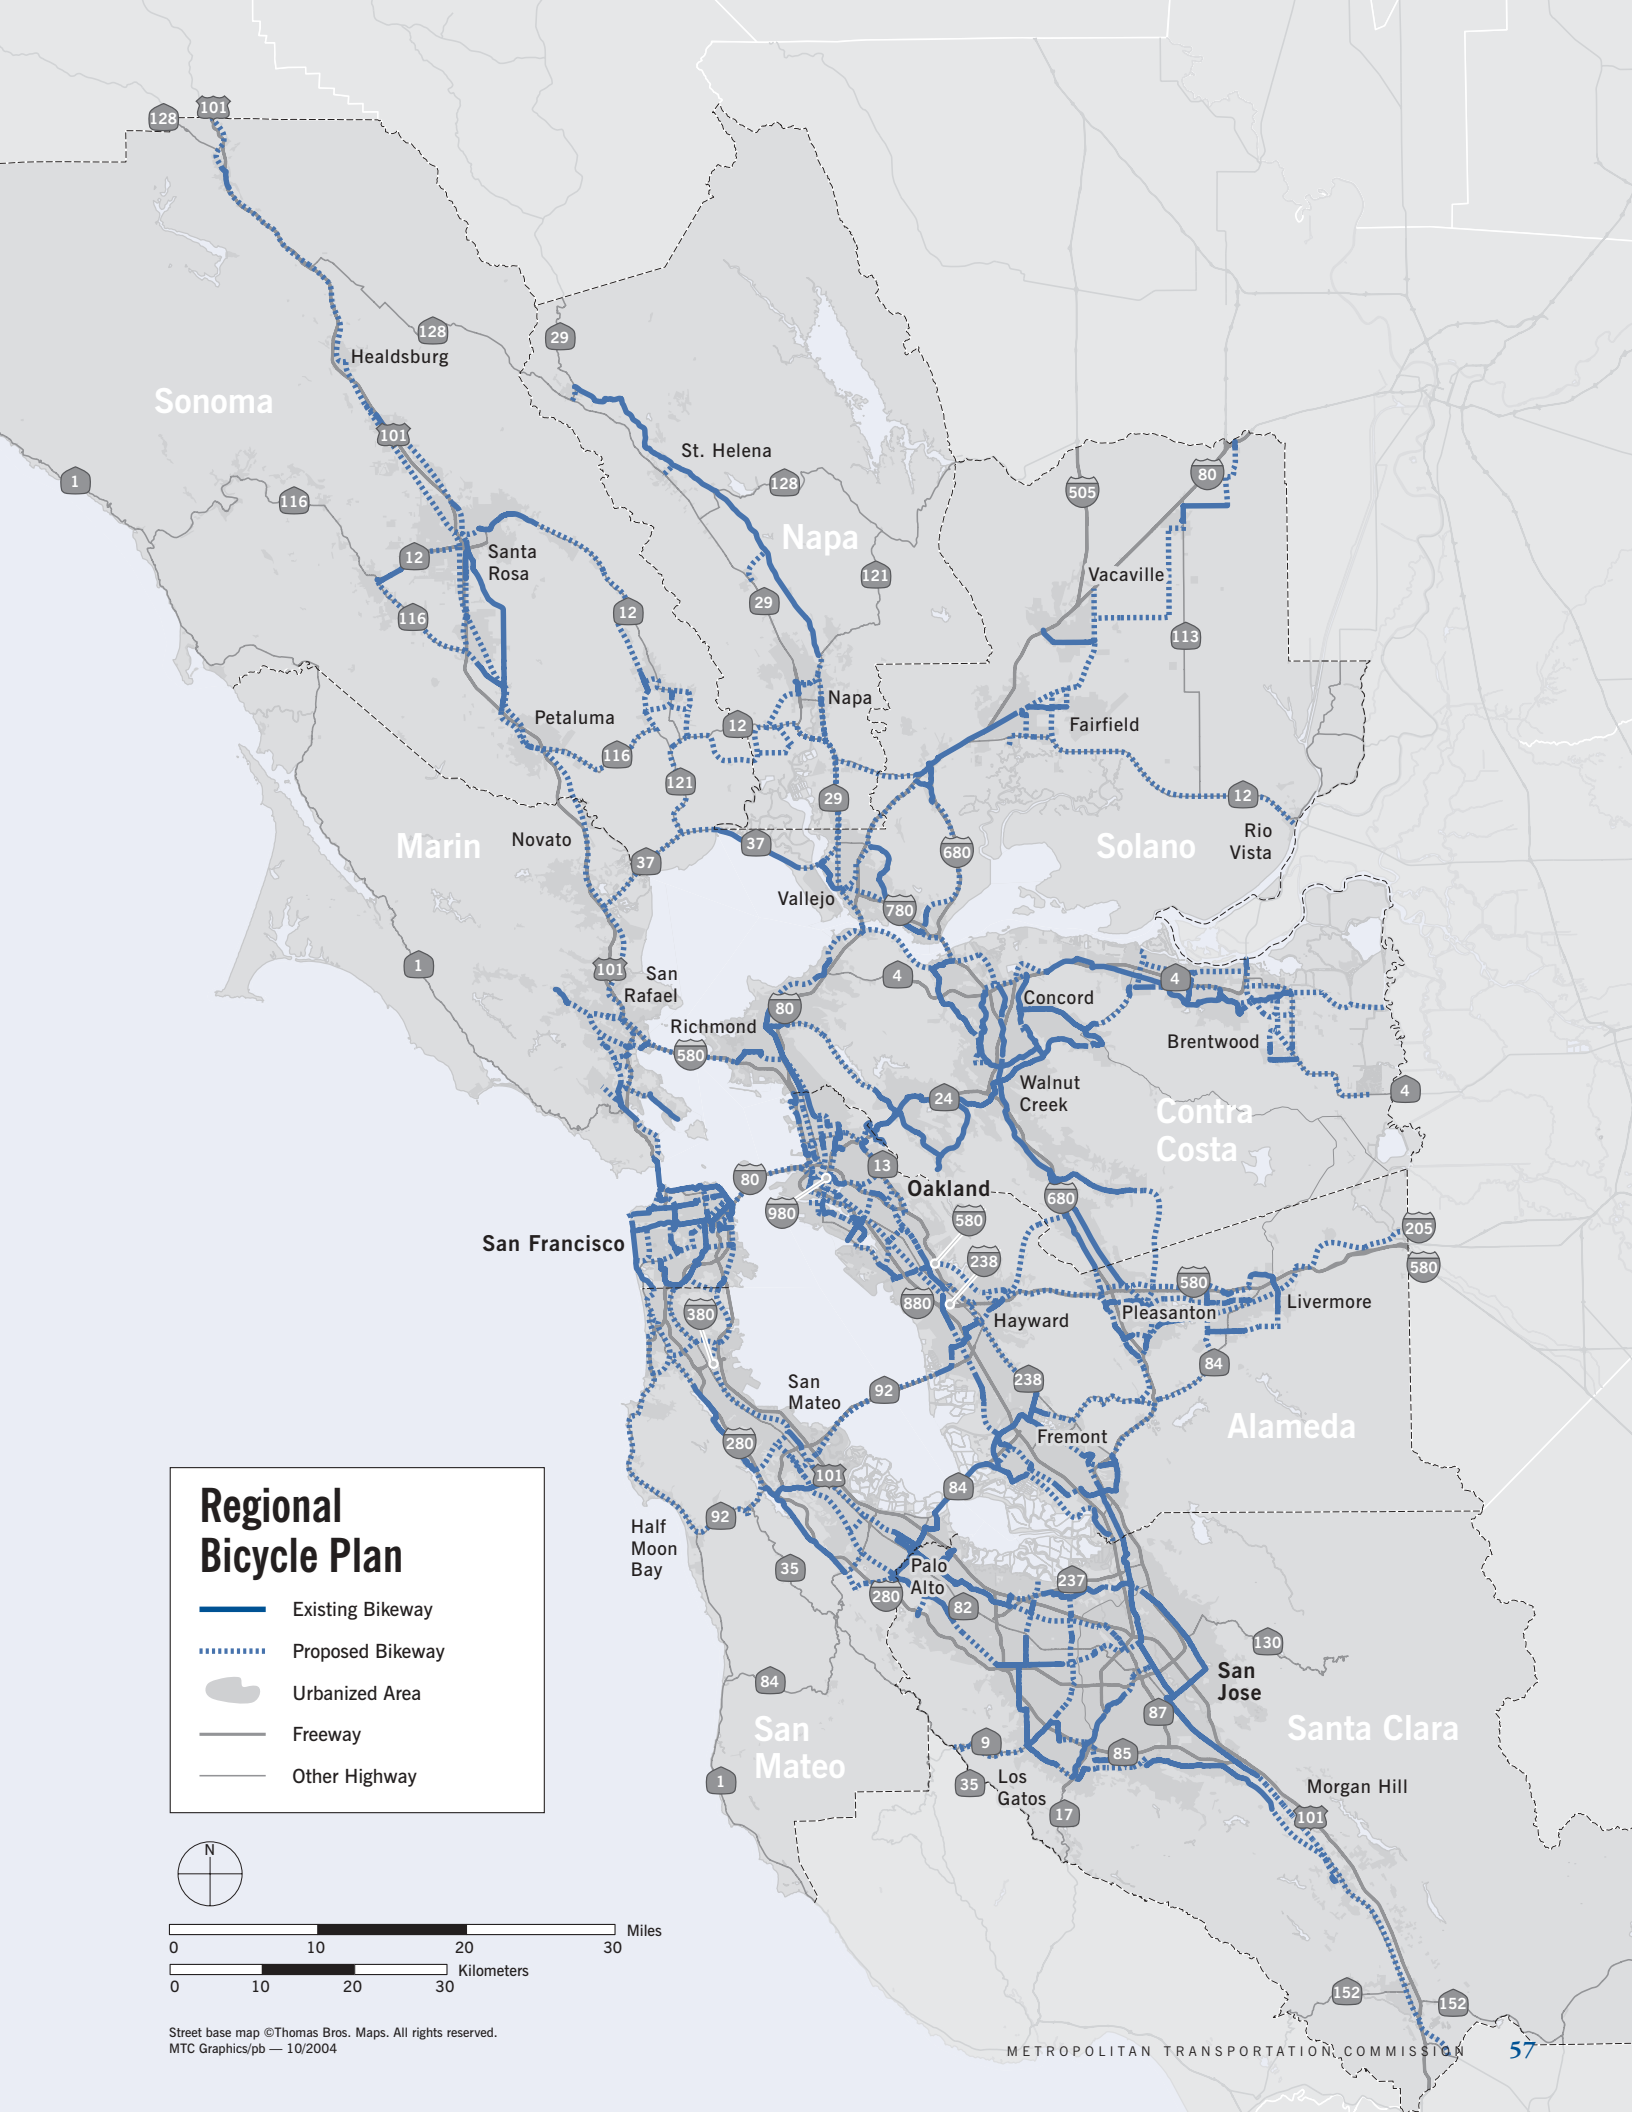 128
101
128
29
Healdsburg
Sonoma
101
St. Helena
1
116
128
505
80
Napa
12
Santa
Rosa
121
Vacaville
116
12
29
113
Napa
Petaluma
12
Fairfield
116
121
29
12
Marin
Novato
37
37
680
Solano
Rio
Vista
Vallejo
780
1
101
San
Rafael
4
4
Concord
80
Richmond
Brentwood
580
Walnut
Creek
24
4
Contra
Costa
13
80
Oakland
680
980
580
205
San Francisco
238
580
580
880
380
Hayward
Pleasanton
Livermore
84
San
Mateo
92
238
Alameda
280
Fremont
101
84
92
Half
Moon
Bay
35
Palo
Alto
237
280
82
130
San
Jose
84
87
San
Mateo
Santa Clara
9
85
1
35
Los
Gatos
Morgan Hill
17
101
152
152
Regional
Bicycle Plan
Existing Bikeway
Proposed Bikeway
Urbanized Area
Freeway
Other Highway
N
Miles
0 10 20 30
Kilometers
0 10 20 30
Street base map ©Thomas Bros. Maps. All rights reserved.
MTC Graphics/pb — 10/2004
METROPOLITAN TRANSPORTATION COMMISSION 57